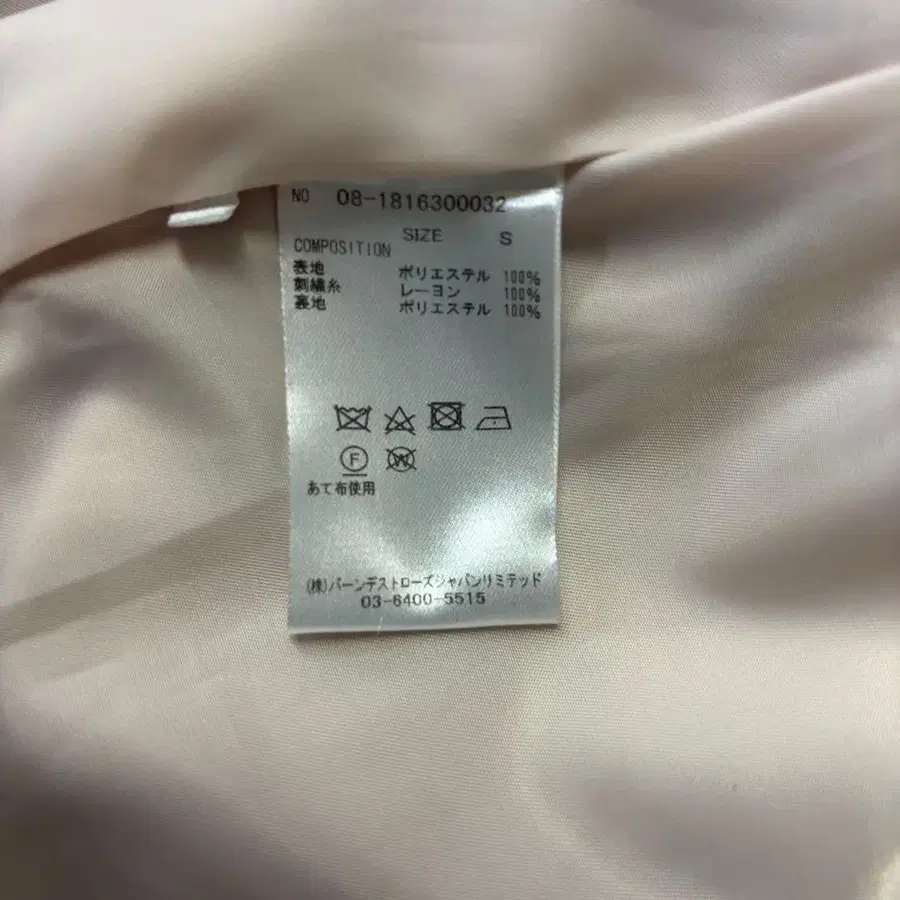 NO 08-1816300032
SIZE S
COMPOSITION
表地 ポリエステル 100%
刺繍糸 レーヨン 100%
裏地 ポリエステル 100%
F W
あて布使用
(株)バーンデストローズジャパンリミテッド
03-6400-5515